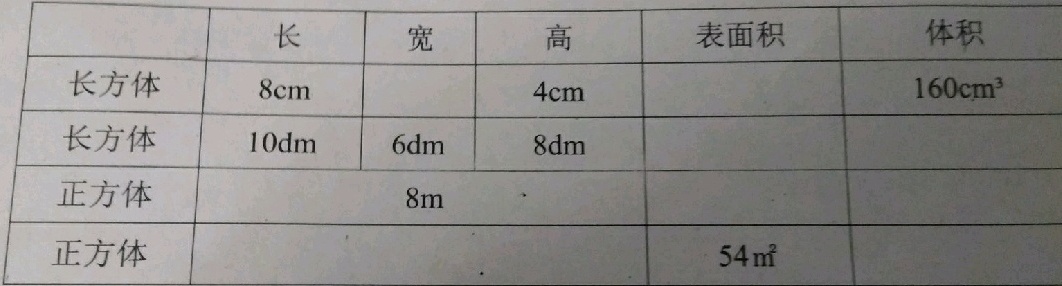 长 宽 高 表面积 体积
长方体 8cm 4cm 160cm³
长方体 10dm 6dm 8dm
正方体 8m
正方体 54㎡